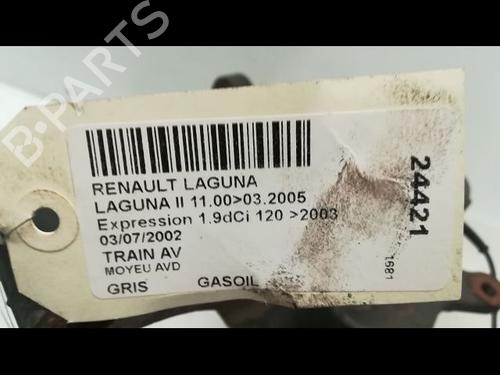 B-PARTS
RENAULT LAGUNA
LAGUNA II 11.00>03.2005
Expression 1.9dCi 120 >2003
03/07/2002
TRAIN AV
MOYEU AVD
GRIS GASOIL
24421
1681